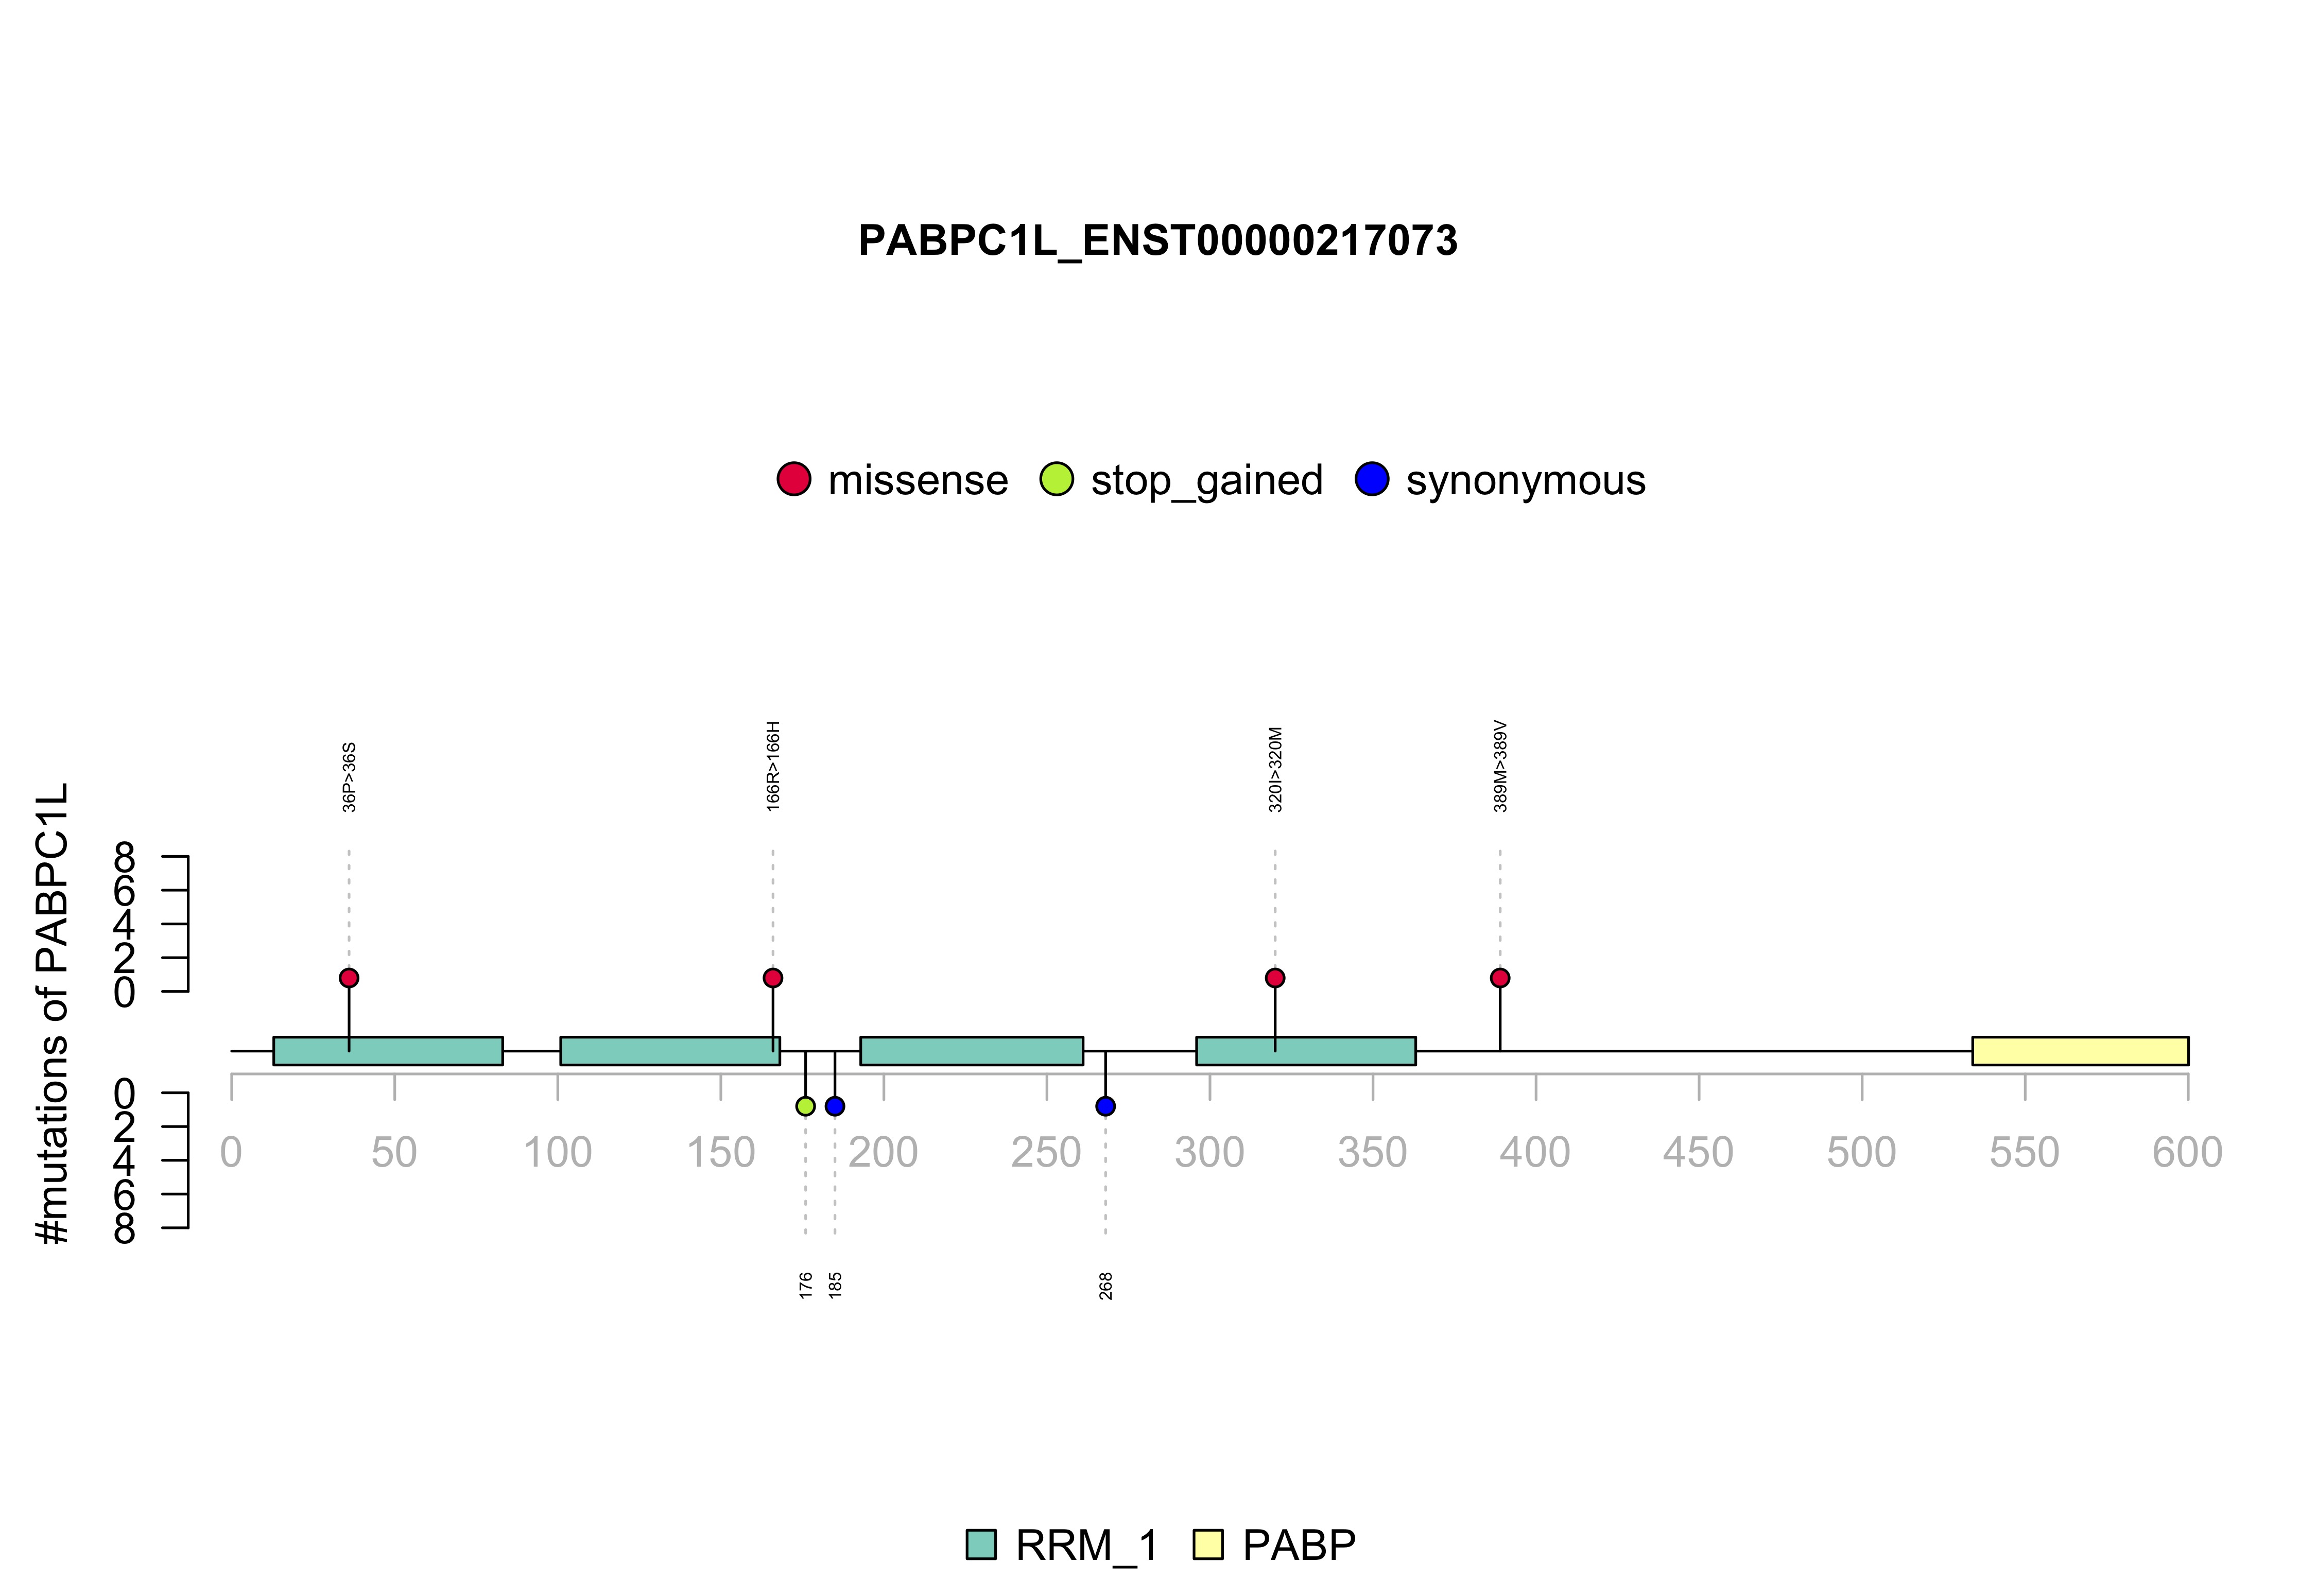 PABPC1L_ENST00000217073
missense stop_gained synonymous
36P>36S 166R>166H 320I>320M 389M>389V
#mutations of PABPC1L
8
6
4
2
0
0
2
4
6
8
0 50 100 150 200 250 300 350 400 450 500 550 600
176 185 268
RRM_1 PABP